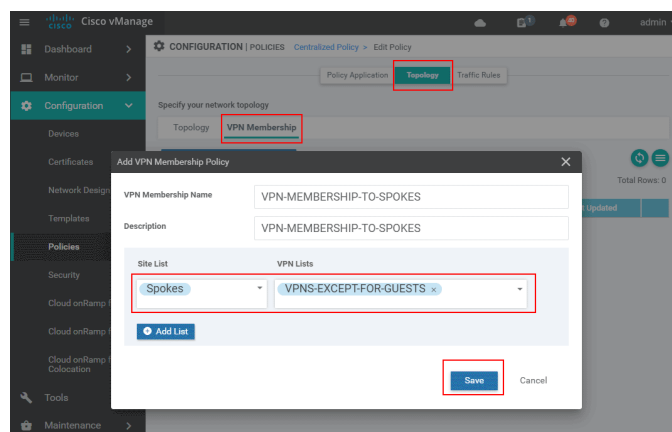 cisco Cisco vManage
1
admin
Dashboard
Monitor
Configuration
Devices
Certificates
Network Design
Templates
Policies
Security
Cloud onRamp
Cloud onRamp
Cloud onRamp
Colocation
Tools
Maintenance
CONFIGURATION | POLICIES Centralized Policy > Edit Policy
Policy Application Topology Traffic Rules
Specify your network topology
Topology VPN Membership
Total Rows: 0
Updated
Add VPN Membership Policy
VPN Membership Name VPN-MEMBERSHIP-TO-SPOKES
Description VPN-MEMBERSHIP-TO-SPOKES
Site List VPN Lists
Spokes VPNS-EXCEPT-FOR-GUESTS ×
Add List
Save Cancel